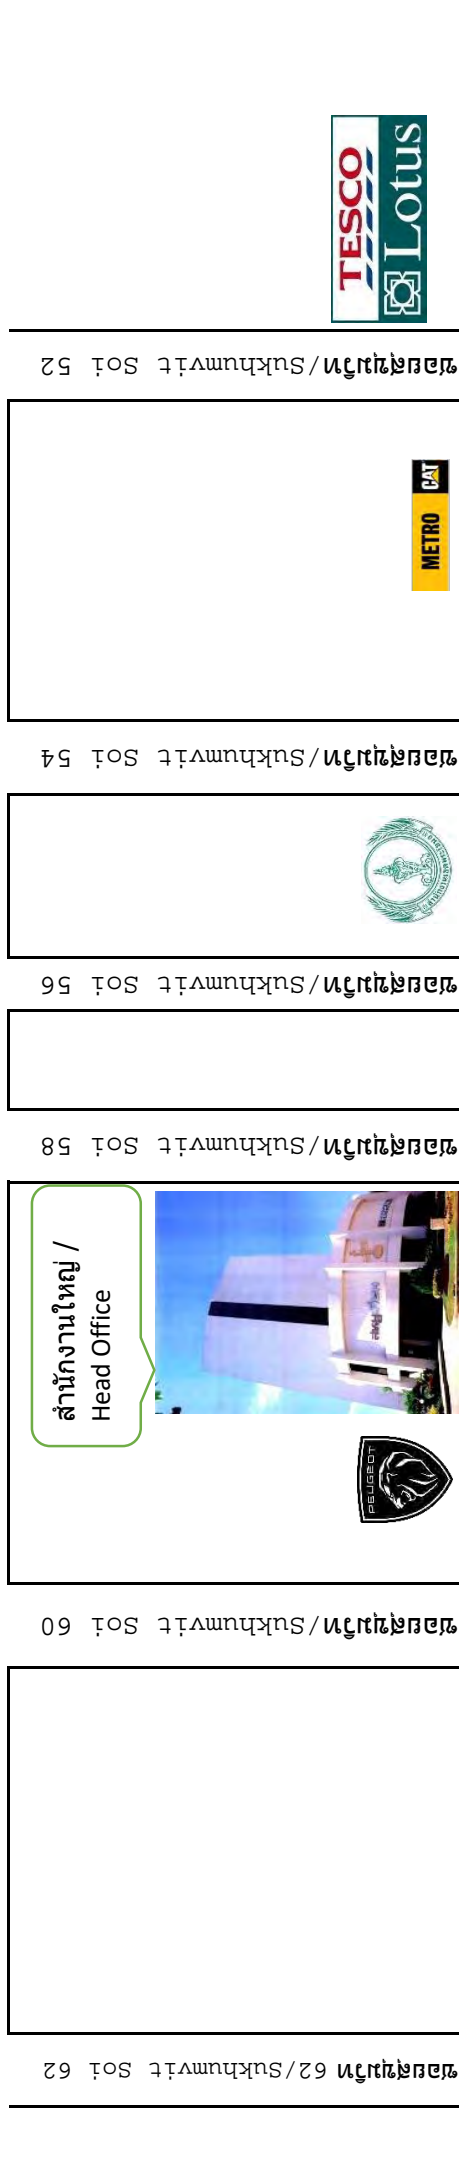 TESCO
Lotus
ซอยสุขุมวิท/Sukhumvit Soi 52
METRO CAT
ซอยสุขุมวิท/Sukhumvit Soi 54
ซอยสุขุมวิท/Sukhumvit Soi 56
ซอยสุขุมวิท/Sukhumvit Soi 58
สำนักงานใหญ่ /
Head Office
PEUGEOT
ซอยสุขุมวิท/Sukhumvit Soi 60
ซอยสุขุมวิท 62/Sukhumvit Soi 62